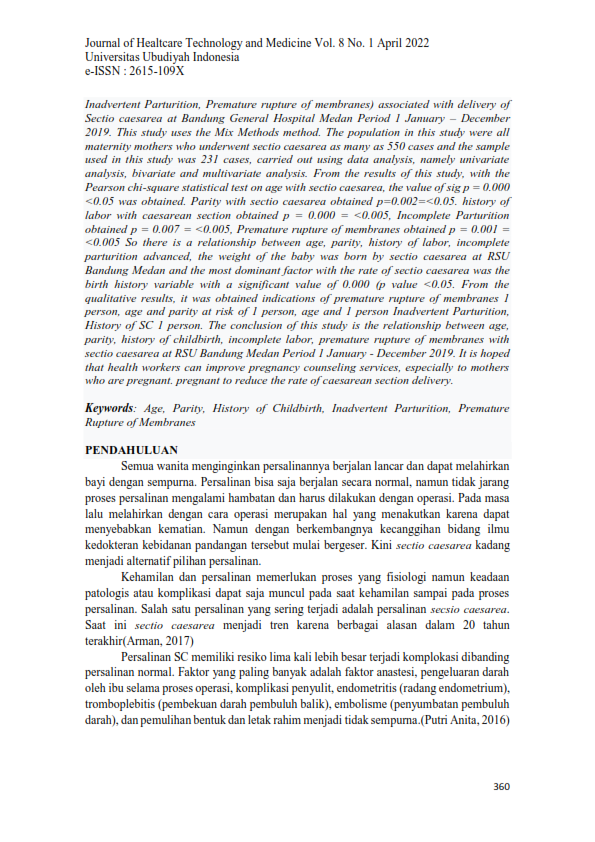 Journal of Healtcare Technology and Medicine Vol. 8 No. 1 April 2022
Universitas Ubudiyah Indonesia
e-ISSN : 2615-109X
Inadvertent Parturition, Premature rupture of membranes) associated with delivery of
Sectio caesarea at Bandung General Hospital Medan Period 1 January – December
2019. This study uses the Mix Methods method. The population in this study were all
maternity mothers who underwent sectio caesarea as many as 550 cases and the sample
used in this study was 231 cases, carried out using data analysis, namely univariate
analysis, bivariate and multivariate analysis. From the results of this study, with the
Pearson chi-square statistical test on age with sectio caesarea, the value of sig p = 0.000
<0.05 was obtained. Parity with sectio caesarea obtained p=0.002=<0.05. history of
labor with caesarean section obtained p = 0.000 = <0.005, Incomplete Parturition
obtained p = 0.007 = <0.005, Premature rupture of membranes obtained p = 0.001 =
<0.005 So there is a relationship between age, parity, history of labor, incomplete
parturition advanced, the weight of the baby was born by sectio caesarea at RSU
Bandung Medan and the most dominant factor with the rate of sectio caesarea was the
birth history variable with a significant value of 0.000 (p value <0.05. From the
qualitative results, it was obtained indications of premature rupture of membranes 1
person, age and parity at risk of 1 person, age and 1 person Inadvertent Parturition,
History of SC 1 person. The conclusion of this study is the relationship between age,
parity, history of childbirth, incomplete labor, premature rupture of membranes with
sectio caesarea at RSU Bandung Medan Period 1 January - December 2019. It is hoped
that health workers can improve pregnancy counseling services, especially to mothers
who are pregnant. pregnant to reduce the rate of caesarean section delivery.
Keywords: Age, Parity, History of Childbirth, Inadvertent Parturition, Premature
Rupture of Membranes
PENDAHULUAN
Semua wanita menginginkan persalinannya berjalan lancar dan dapat melahirkan
bayi dengan sempurna. Persalinan bisa saja berjalan secara normal, namun tidak jarang
proses persalinan mengalami hambatan dan harus dilakukan dengan operasi. Pada masa
lalu melahirkan dengan cara operasi merupakan hal yang menakutkan karena dapat
menyebabkan kematian. Namun dengan berkembangnya kecanggihan bidang ilmu
kedokteran kebidanan pandangan tersebut mulai bergeser. Kini sectio caesarea kadang
menjadi alternatif pilihan persalinan.
Kehamilan dan persalinan memerlukan proses yang fisiologi namun keadaan
patologis atau komplikasi dapat saja muncul pada saat kehamilan sampai pada proses
persalinan. Salah satu persalinan yang sering terjadi adalah persalinan secsio caesarea.
Saat ini sectio caesarea menjadi tren karena berbagai alasan dalam 20 tahun
terakhir(Arman, 2017)
Persalinan SC memiliki resiko lima kali lebih besar terjadi komplokasi dibanding
persalinan normal. Faktor yang paling banyak adalah faktor anastesi, pengeluaran darah
oleh ibu selama proses operasi, komplikasi penyulit, endometritis (radang endometrium),
tromboplebitis (pembekuan darah pembuluh balik), embolisme (penyumbatan pembuluh
darah), dan pemulihan bentuk dan letak rahim menjadi tidak sempurna.(Putri Anita, 2016)
360